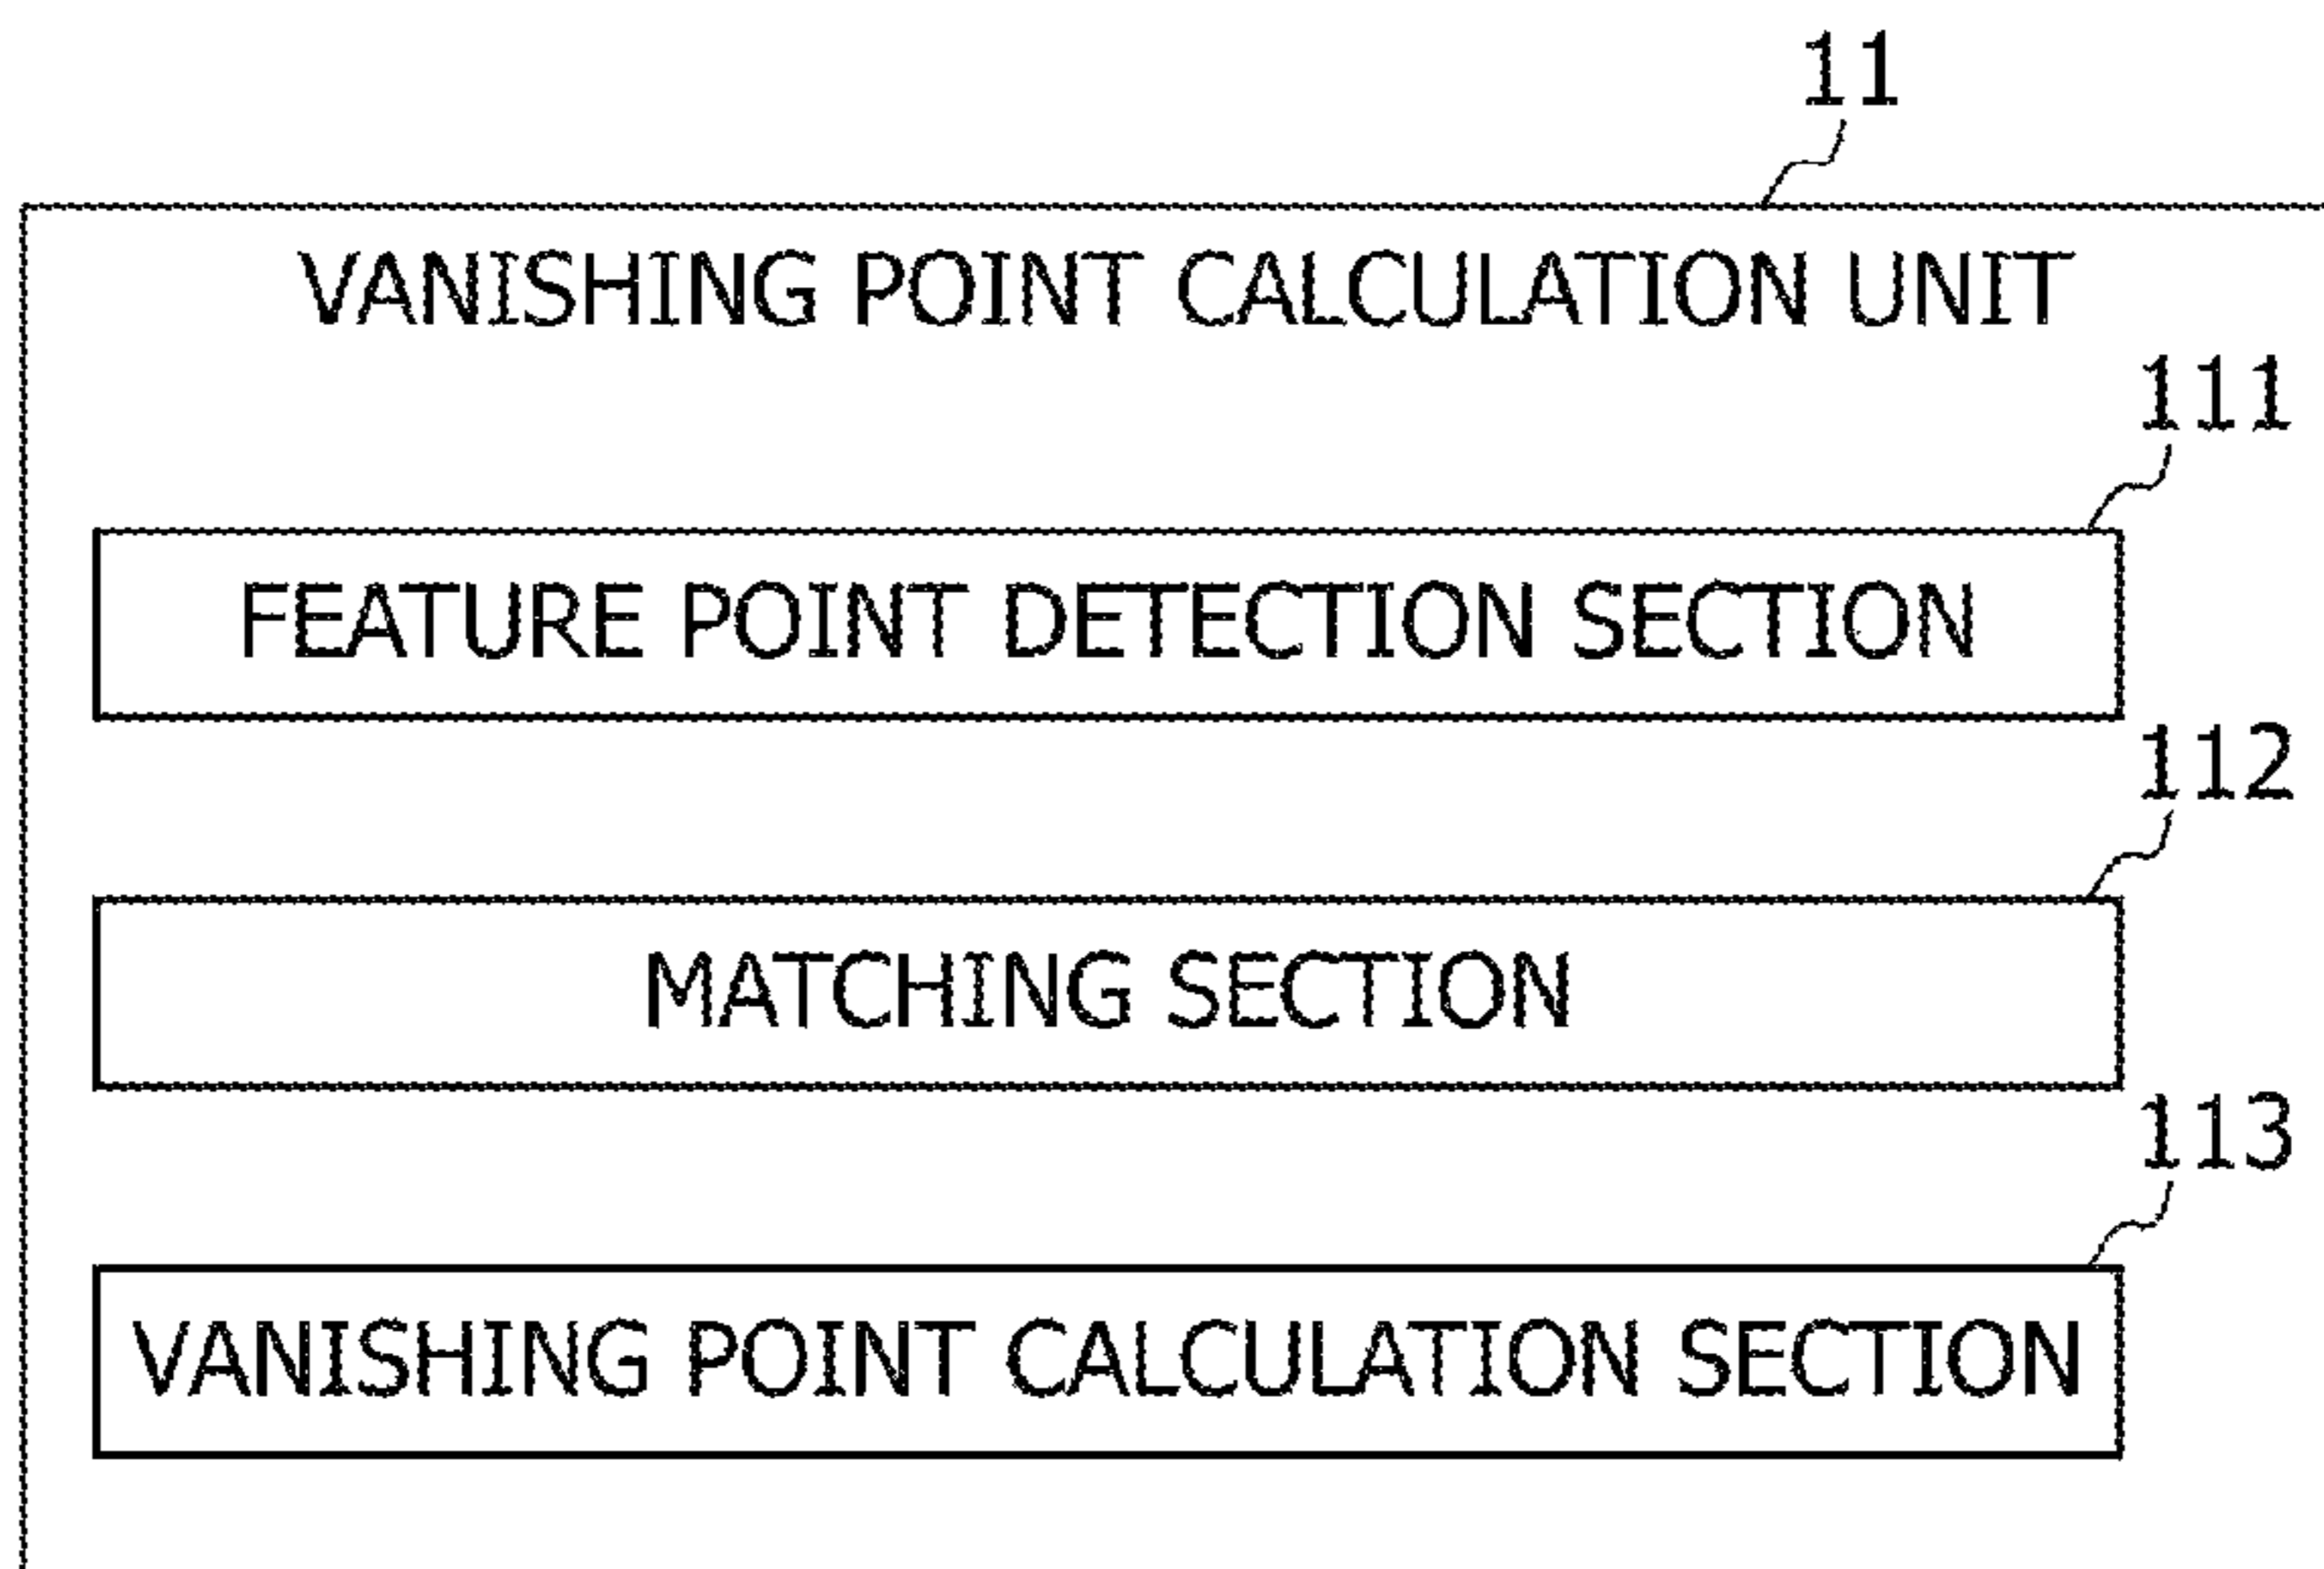 11
VANISHING POINT CALCULATION UNIT
111
FEATURE POINT DETECTION SECTION
112
MATCHING SECTION
113
VANISHING POINT CALCULATION SECTION